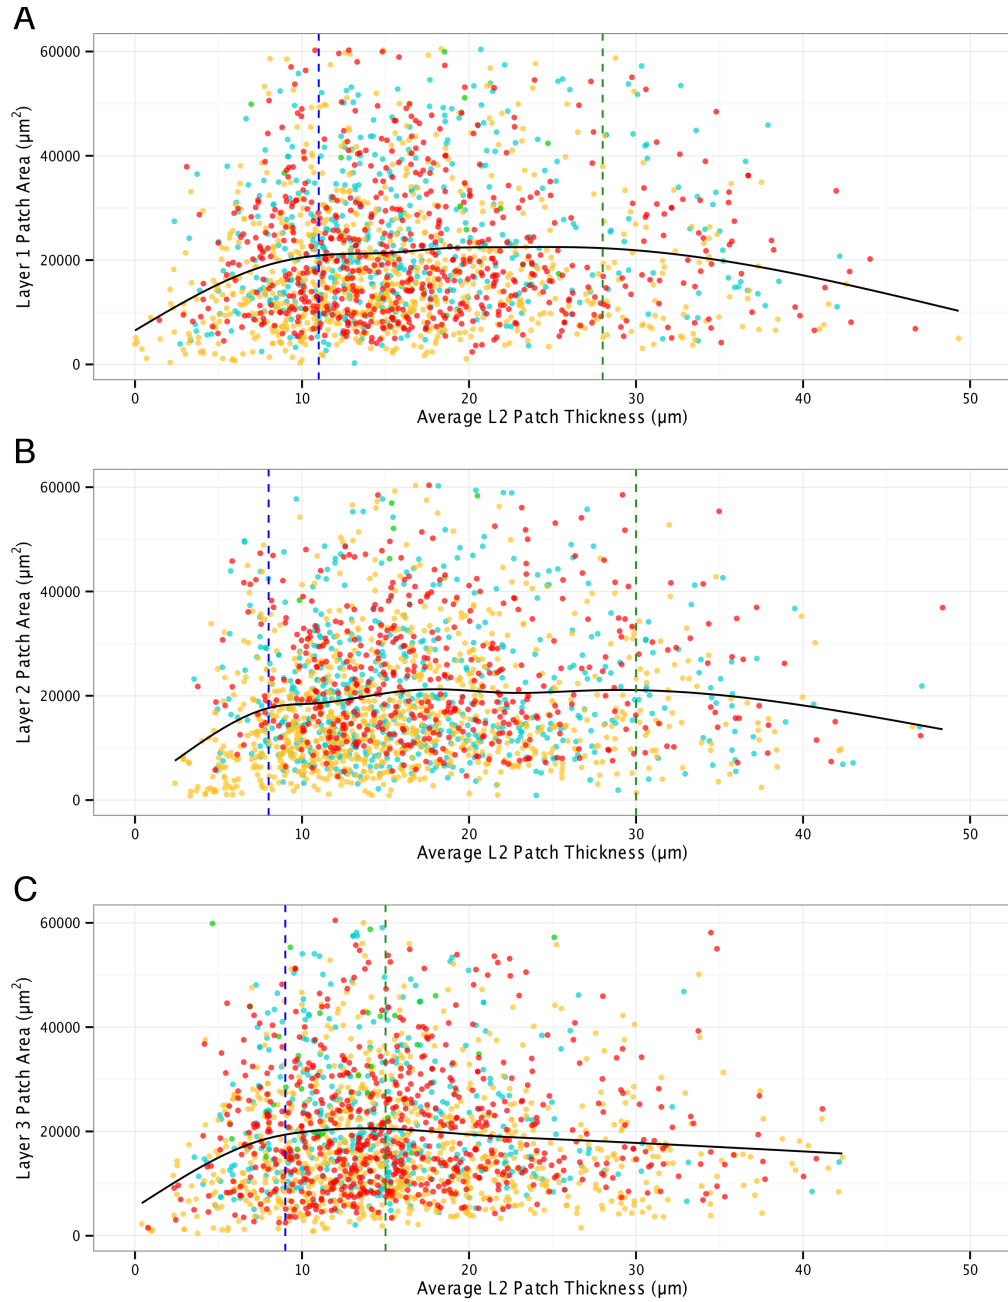 A
60000
40000
20000
0
Layer 1 Patch Area (µm²)
0 10 20 30 40 50
Average L2 Patch Thickness (µm)
B
60000
40000
20000
0
Layer 2 Patch Area (µm²)
0 10 20 30 40 50
Average L2 Patch Thickness (µm)
C
60000
40000
20000
0
Layer 3 Patch Area (µm²)
0 10 20 30 40 50
Average L2 Patch Thickness (µm)